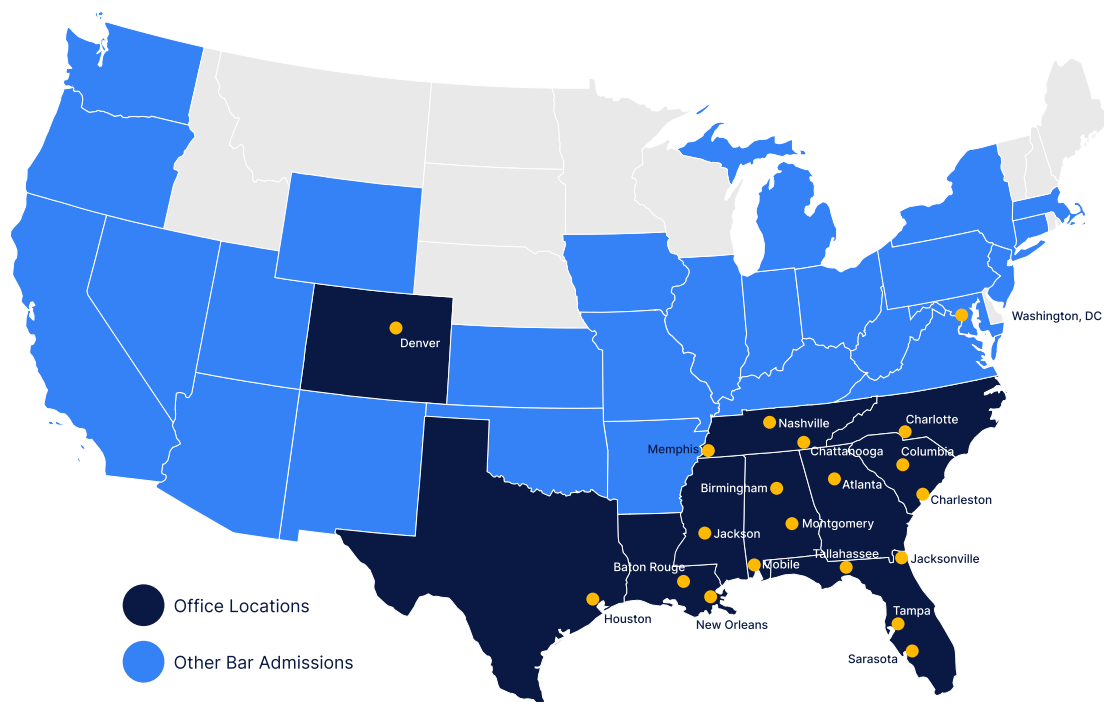 Washington, DC
Denver
Charlotte
Nashville
Memphis
Chattanooga
Columbia
Birmingham
Atlanta
Charleston
Montgomery
Jackson
Tallahassee
Jacksonville
Mobile
Baton Rouge
Office Locations
Tampa
Houston
New Orleans
Sarasota
Other Bar Admissions